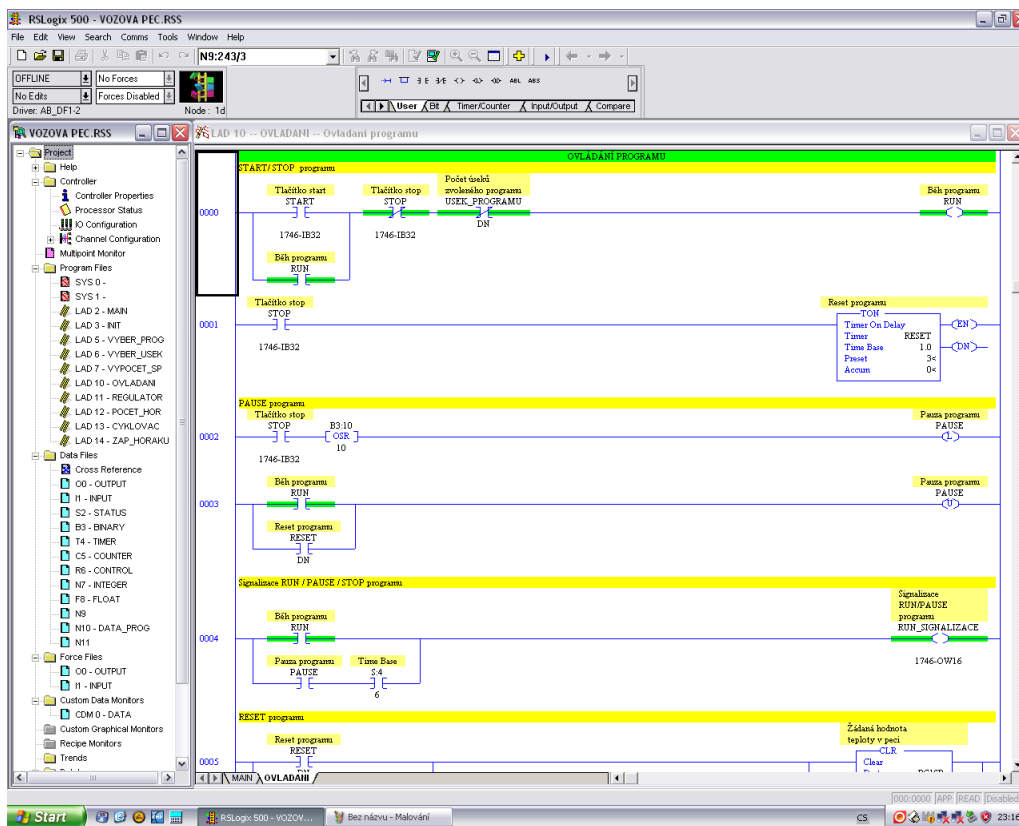 RSLogix 500 - VOZOVA PEC.RSS
File Edit View Search Comms Tools Window Help
N9:243/3
OFFLINE No Forces
No Edits Forces Disabled
Driver: AB_DF1-2 Node : 1d
User Bit Timer/Counter Input/Output Compare
VOZOVA PEC.RSS
Project
Help
Controller
Controller Properties
Processor Status
IO Configuration
Channel Configuration
Multipoint Monitor
Program Files
SYS 0 -
SYS 1 -
LAD 2 - MAIN
LAD 3 - INIT
LAD 5 - VYBER_PROG
LAD 6 - VYBER_USEK
LAD 7 - VYPOCET_SP
LAD 10 - OVLADANI
LAD 11 - REGULATOR
LAD 12 - POCET_HOR
LAD 13 - CYKLOVAC
LAD 14 - ZAP_HORAKU
Data Files
Cross Reference
O0 - OUTPUT
I1 - INPUT
S2 - STATUS
B3 - BINARY
T4 - TIMER
C5 - COUNTER
R6 - CONTROL
N7 - INTEGER
F8 - FLOAT
N9
N10 - DATA_PROG
N11
Force Files
O0 - OUTPUT
I1 - INPUT
Custom Data Monitors
CDM 0 - DATA
Custom Graphical Monitors
Recipe Monitors
Trends
LAD 10 -- OVLADANI -- Ovladani programu
OVLÁDÁNÍ PROGRAMU
START/STOP programu
0000
Tlačítko start
START
1746-IB32
Tlačítko stop
STOP
1746-IB32
Počet úseků
zvoleného programu
USEK_PROGRAMU
DN
Běh programu
RUN
Běh programu
RUN
0001
Tlačítko stop
STOP
1746-IB32
Reset programu
TON
Timer On Delay
Timer RESET
Time Base 1.0
Preset 3<
Accum 0<
EN
DN
PAUSE programu
0002
Tlačítko stop
STOP
1746-IB32
B3:10
OSR
10
Pauza programu
PAUSE
L
0003
Běh programu
RUN
Reset programu
RESET
DN
Pauza programu
PAUSE
U
Signalizace RUN / PAUSE / STOP programu
0004
Běh programu
RUN
Pauza programu
PAUSE
Time Base
S:4
6
Signalizace
RUN/PAUSE
programu
RUN_SIGNALIZACE
1746-OW16
RESET programu
0005
Reset programu
RESET
DN
Žádaná hodnota
teploty v peci
CLR
Clear
MAIN OVLADANI
000:0000 APP READ Disabled
Start
RSLogix 500 - VOZOV...
Bez názvu - Malování
CS
23:16